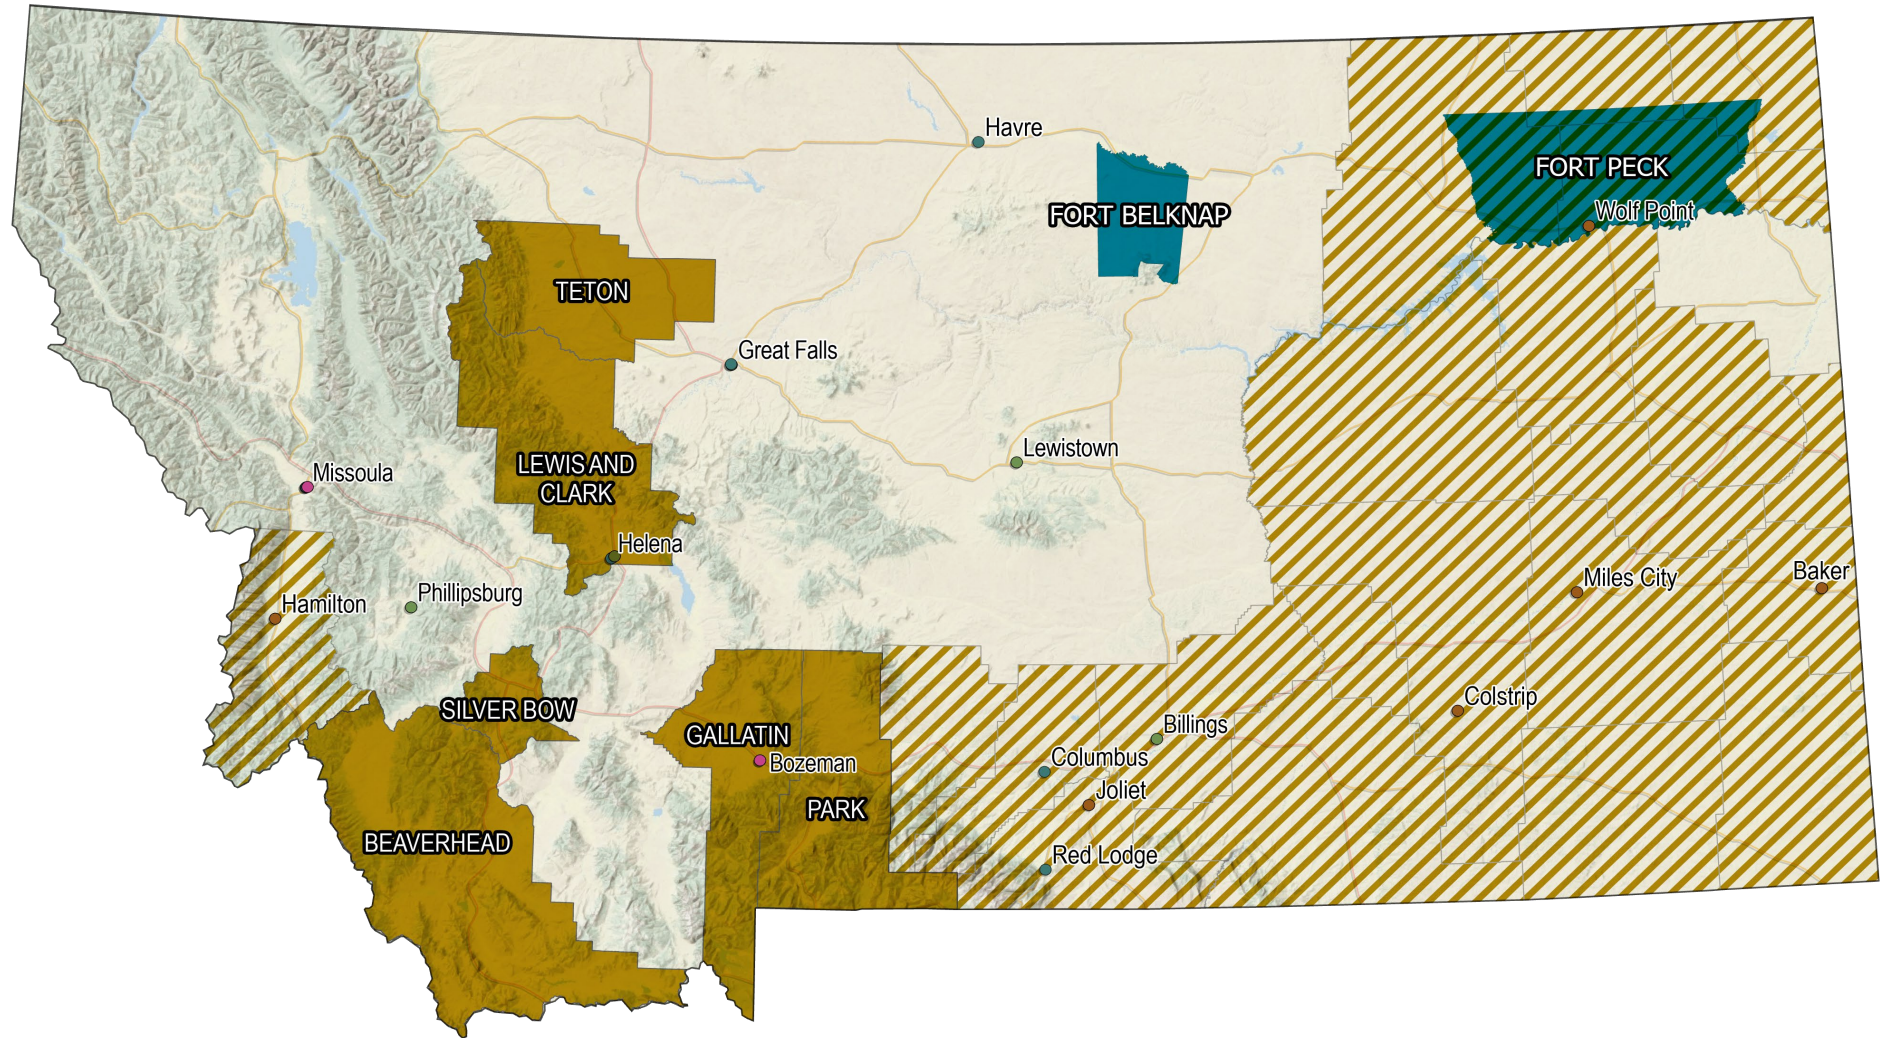 Havre
FORT PECK
Wolf Point
FORT BELKNAP
TETON
Great Falls
Lewistown
LEWIS AND
CLARK
Missoula
Helena
Baker
Miles City
Phillipsburg
Hamilton
Colstrip
SILVER BOW
Billings
GALLATIN
Columbus
Bozeman
Joliet
PARK
BEAVERHEAD
Red Lodge